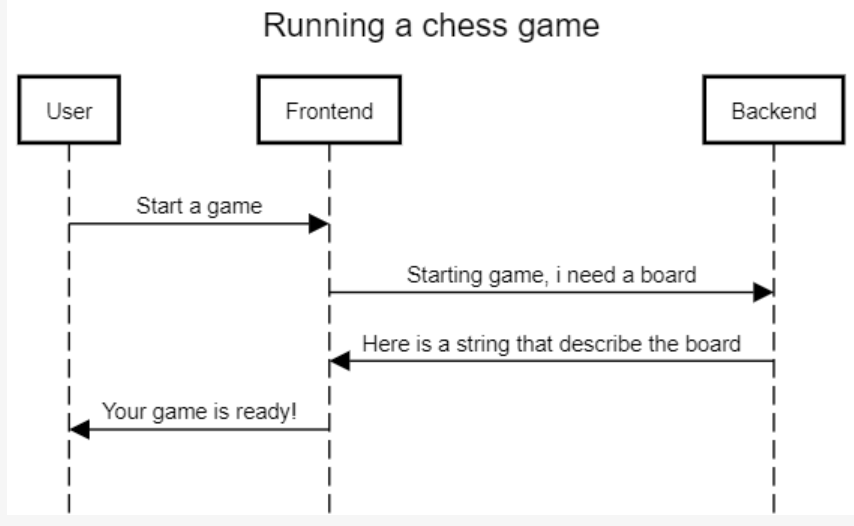 Running a chess game
User
Frontend
Backend
Start a game
Starting game, i need a board
Here is a string that describe the board
Your game is ready!